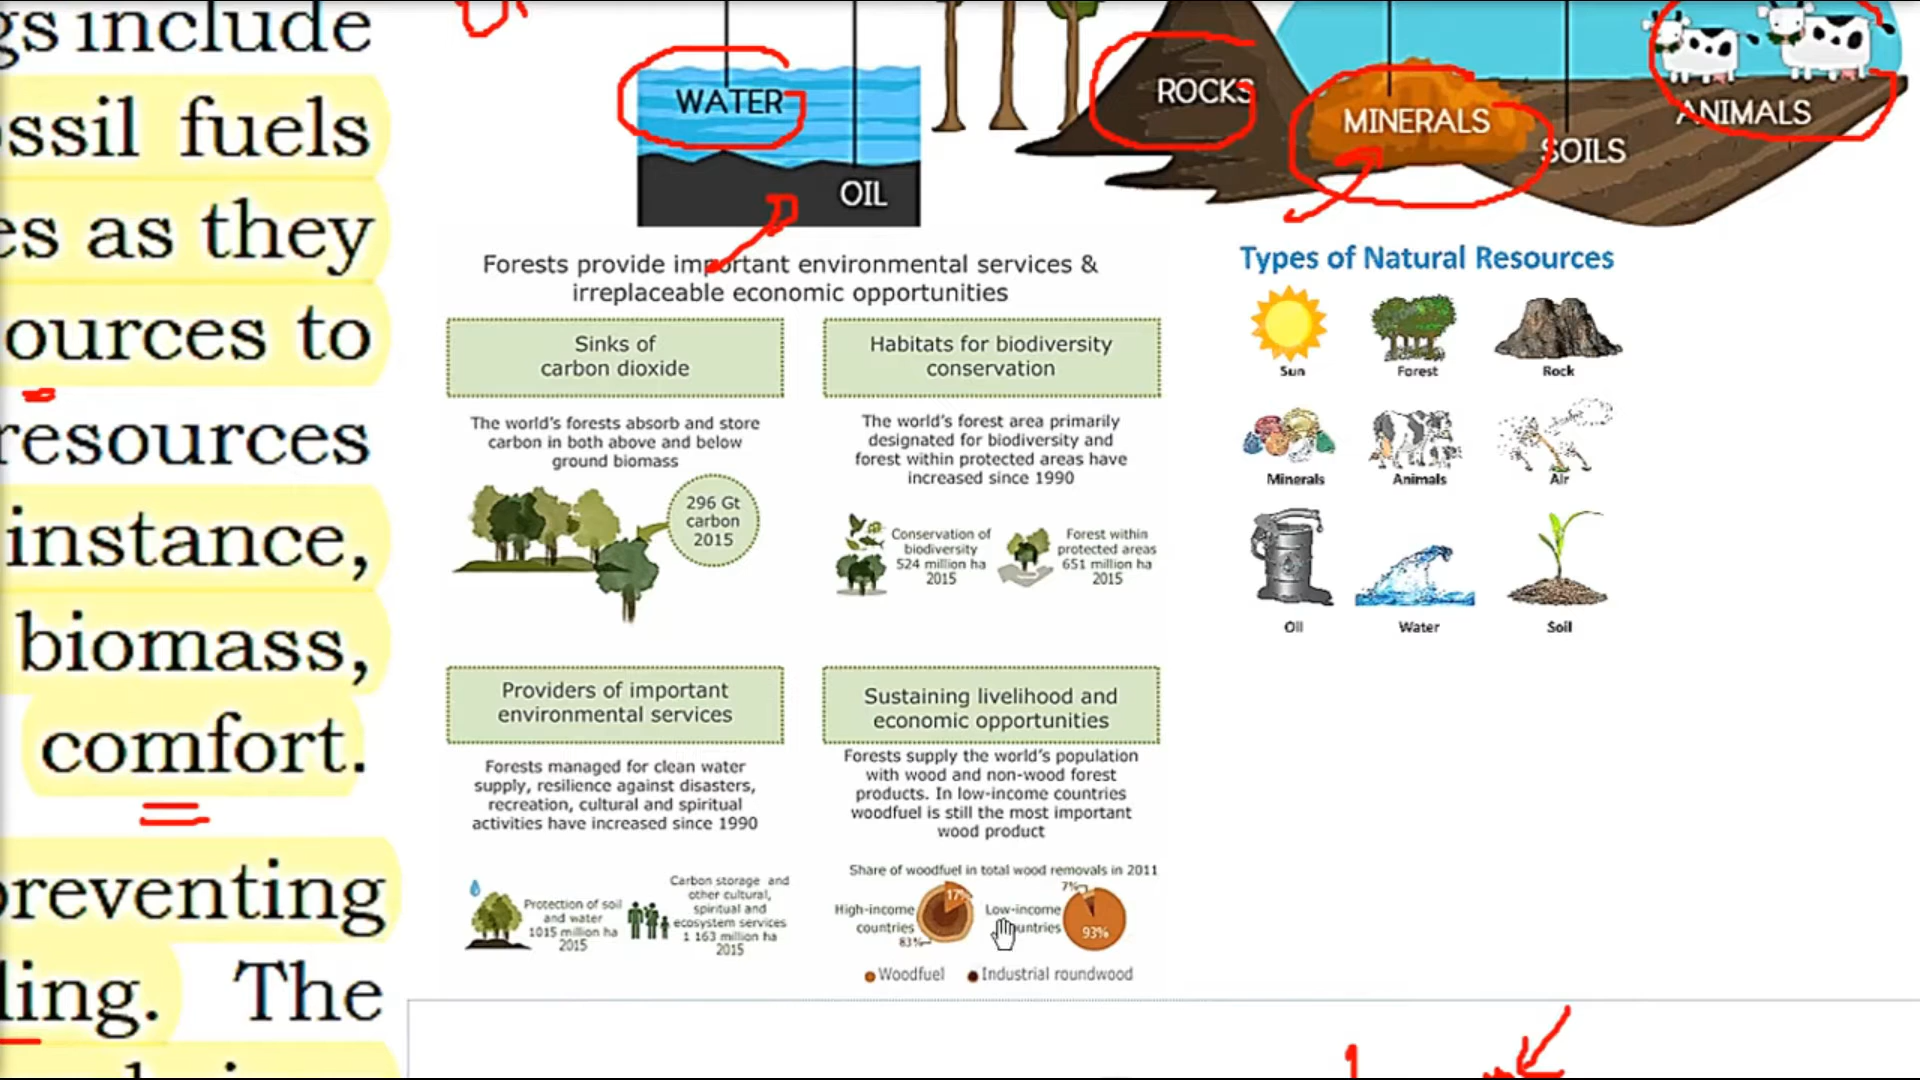 gs include
ossil fuels
es as they
ources to
resources
instance,
biomass,
comfort.
preventing
ling. The
WATER
OIL
ROCKS
MINERALS
SOILS
ANIMALS
Forests provide important environmental services &
irreplaceable economic opportunities
Sinks of
carbon dioxide
The world's forests absorb and store
carbon in both above and below
ground biomass
296 Gt
carbon
2015
Habitats for biodiversity
conservation
The world's forest area primarily
designated for biodiversity and
forest within protected areas have
increased since 1990
Conservation of
biodiversity
524 million ha
2015
Forest within
protected areas
651 million ha
2015
Providers of important
environmental services
Forests managed for clean water
supply, resilience against disasters,
recreation, cultural and spiritual
activities have increased since 1990
Protection of soil
and water
1015 million ha
2015
Carbon storage and
other cultural,
spiritual and
ecosystem services
1 163 million ha
2015
Sustaining livelihood and
economic opportunities
Forests supply the world's population
with wood and non-wood forest
products. In low-income countries
woodfuel is still the most important
wood product
Share of woodfuel in total wood removals in 2011
High-income
countries
17%
83%
Low-income
7%
93%
Woodfuel
Industrial roundwood
Types of Natural Resources
Sun
Forest
Rock
Minerals
Animals
Air
Oil
Water
Soil